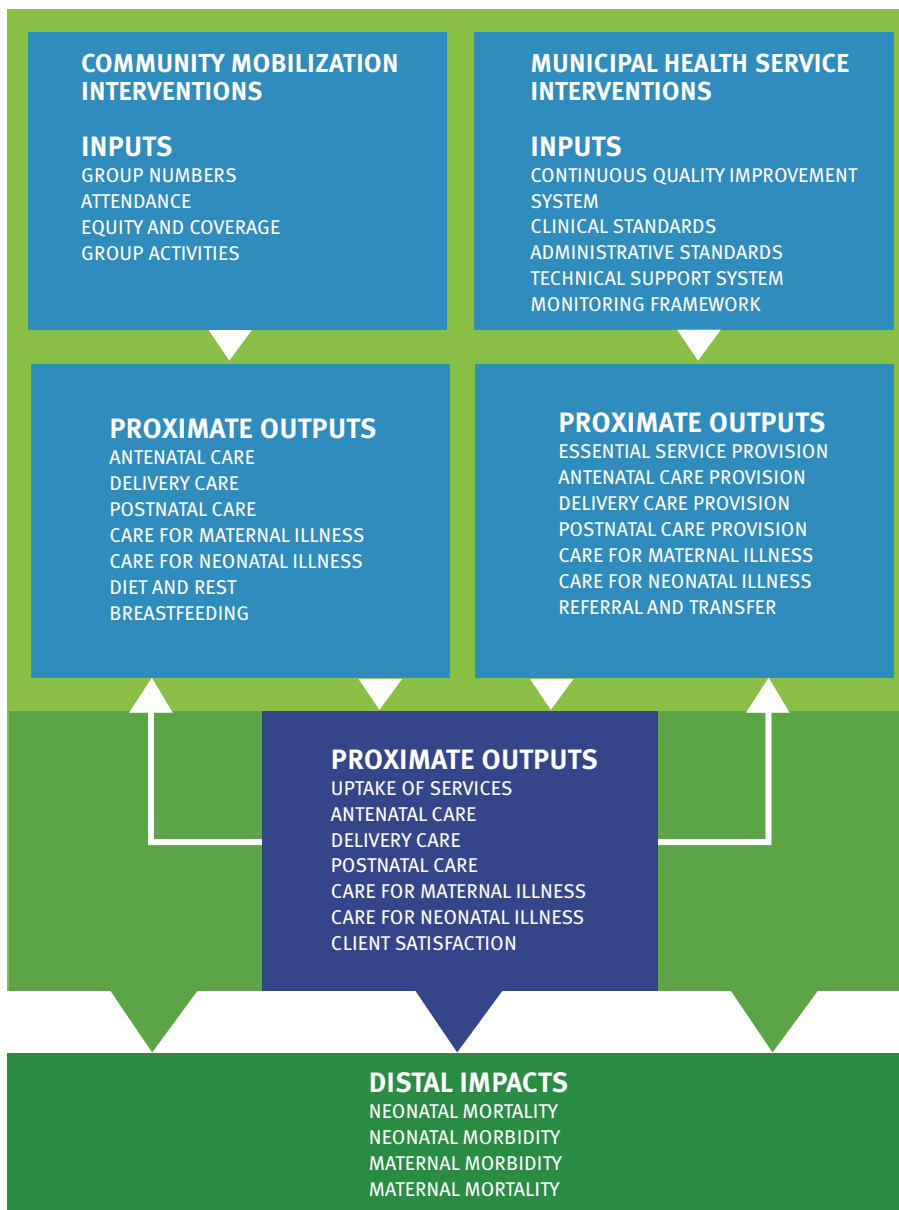 COMMUNITY MOBILIZATION
INTERVENTIONS
INPUTS
GROUP NUMBERS
ATTENDANCE
EQUITY AND COVERAGE
GROUP ACTIVITIES
MUNICIPAL HEALTH SERVICE
INTERVENTIONS
INPUTS
CONTINUOUS QUALITY IMPROVEMENT
SYSTEM
CLINICAL STANDARDS
ADMINISTRATIVE STANDARDS
TECHNICAL SUPPORT SYSTEM
MONITORING FRAMEWORK
PROXIMATE OUTPUTS
ANTENATAL CARE
DELIVERY CARE
POSTNATAL CARE
CARE FOR MATERNAL ILLNESS
CARE FOR NEONATAL ILLNESS
DIET AND REST
BREASTFEEDING
PROXIMATE OUTPUTS
ESSENTIAL SERVICE PROVISION
ANTENATAL CARE PROVISION
DELIVERY CARE PROVISION
POSTNATAL CARE PROVISION
CARE FOR MATERNAL ILLNESS
CARE FOR NEONATAL ILLNESS
REFERRAL AND TRANSFER
PROXIMATE OUTPUTS
UPTAKE OF SERVICES
ANTENATAL CARE
DELIVERY CARE
POSTNATAL CARE
CARE FOR MATERNAL ILLNESS
CARE FOR NEONATAL ILLNESS
CLIENT SATISFACTION
DISTAL IMPACTS
NEONATAL MORTALITY
NEONATAL MORBIDITY
MATERNAL MORBIDITY
MATERNAL MORTALITY